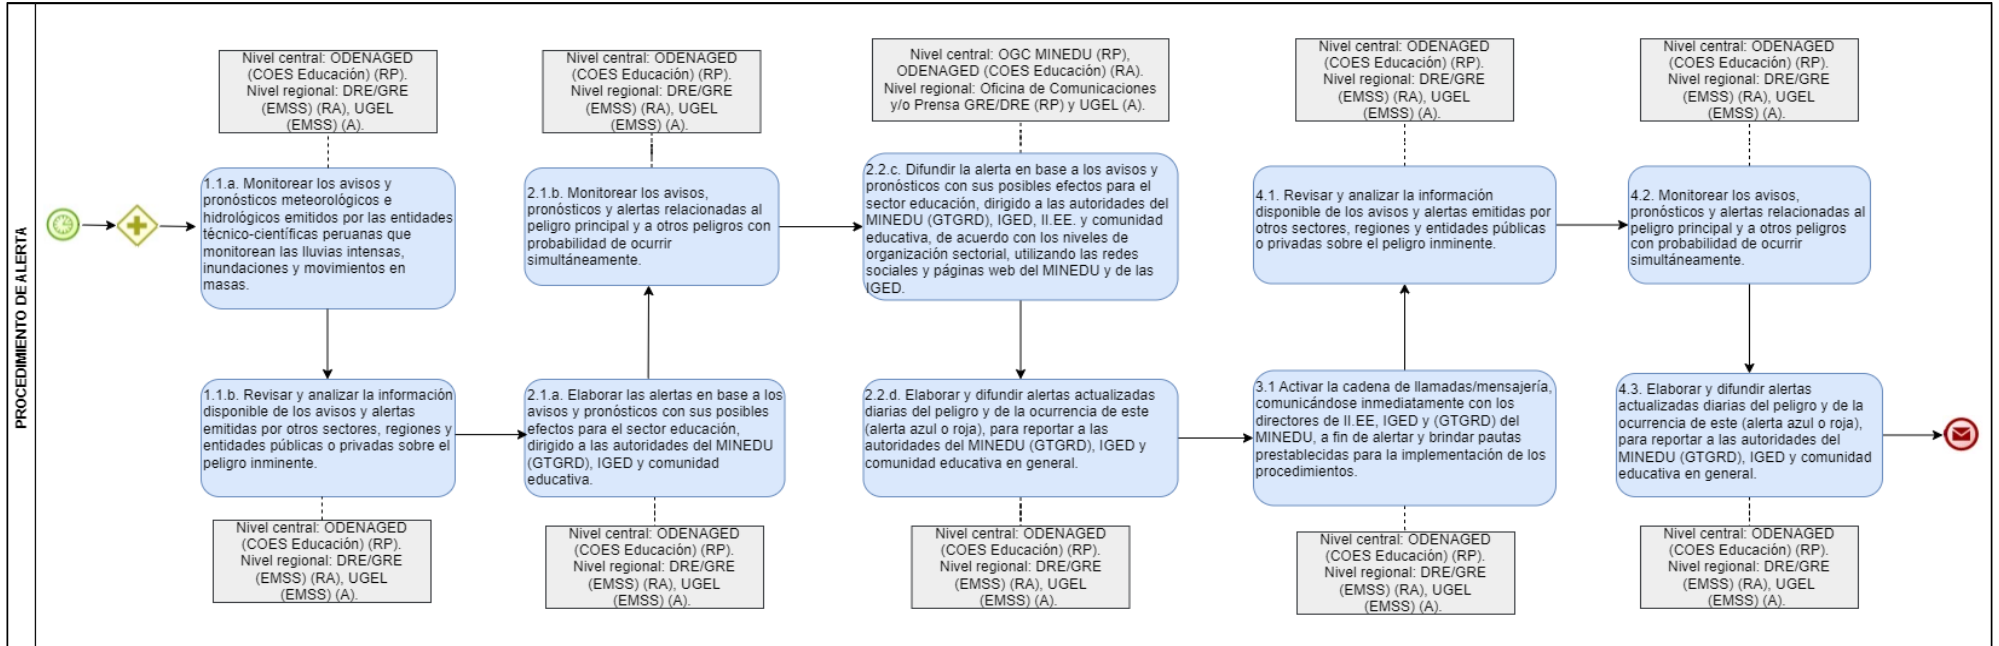 PROCEDIMIENTO DE ALERTA
Nivel central: ODENAGED
(COES Educación) (RP).
Nivel regional: DRE/GRE
(EMSS) (RA), UGEL
(EMSS) (A).
1.1.a. Monitorear los avisos y
pronósticos meteorológicos e
hidrológicos emitidos por las entidades
técnico-científicas peruanas que
monitorean las lluvias intensas,
inundaciones y movimientos en
masas.
1.1.b. Revisar y analizar la información
disponible de los avisos y alertas
emitidas por otros sectores, regiones y
entidades públicas o privadas sobre el
peligro inminente.
Nivel central: ODENAGED
(COES Educación) (RP).
Nivel regional: DRE/GRE
(EMSS) (RA), UGEL
(EMSS) (A).
Nivel central: ODENAGED
(COES Educación) (RP).
Nivel regional: DRE/GRE
(EMSS) (RA), UGEL
(EMSS) (A).
2.1.b. Monitorear los avisos,
pronósticos y alertas relacionadas al
peligro principal y a otros peligros con
probabilidad de ocurrir
simultáneamente.
2.1.a. Elaborar las alertas en base a los
avisos y pronósticos con sus posibles
efectos para el sector educación,
dirigido a las autoridades del MINEDU
(GTGRD), IGED y comunidad
educativa.
Nivel central: ODENAGED
(COES Educación) (RP).
Nivel regional: DRE/GRE
(EMSS) (RA), UGEL
(EMSS) (A).
Nivel central: OGC MINEDU (RP),
ODENAGED (COES Educación) (RA).
Nivel regional: Oficina de Comunicaciones
y/o Prensa GRE/DRE (RP) y UGEL (A).
2.2.c. Difundir la alerta en base a los avisos y
pronósticos con sus posibles efectos para el
sector educación, dirigido a las autoridades del
MINEDU (GTGRD), IGED, II.EE. y comunidad
educativa, de acuerdo con los niveles de
organización sectorial, utilizando las redes
sociales y páginas web del MINEDU y de las
IGED.
2.2.d. Elaborar y difundir alertas actualizadas
diarias del peligro y de la ocurrencia de este
(alerta azul o roja), para reportar a las
autoridades del MINEDU (GTGRD), IGED y
comunidad educativa en general.
Nivel central: ODENAGED
(COES Educación) (RP).
Nivel regional: DRE/GRE
(EMSS) (RA), UGEL
(EMSS) (A).
Nivel central: ODENAGED
(COES Educación) (RP).
Nivel regional: DRE/GRE
(EMSS) (RA), UGEL
(EMSS) (A).
4.1. Revisar y analizar la información
disponible de los avisos y alertas emitidas por
otros sectores, regiones y entidades públicas
o privadas sobre el peligro inminente.
3.1 Activar la cadena de llamadas/mensajería,
comunicándose inmediatamente con los
directores de II.EE, IGED y (GTGRD) del
MINEDU, a fin de alertar y brindar pautas
prestablecidas para la implementación de los
procedimientos.
Nivel central: ODENAGED
(COES Educación) (RP).
Nivel regional: DRE/GRE
(EMSS) (RA), UGEL
(EMSS) (A).
Nivel central: ODENAGED
(COES Educación) (RP).
Nivel regional: DRE/GRE
(EMSS) (RA), UGEL
(EMSS) (A).
4.2. Monitorear los avisos,
pronósticos y alertas relacionadas al
peligro principal y a otros peligros
con probabilidad de ocurrir
simultáneamente.
4.3. Elaborar y difundir alertas
actualizadas diarias del peligro y de la
ocurrencia de este (alerta azul o roja),
para reportar a las autoridades del
MINEDU (GTGRD), IGED y comunidad
educativa en general.
Nivel central: ODENAGED
(COES Educación) (RP).
Nivel regional: DRE/GRE
(EMSS) (RA), UGEL
(EMSS) (A).